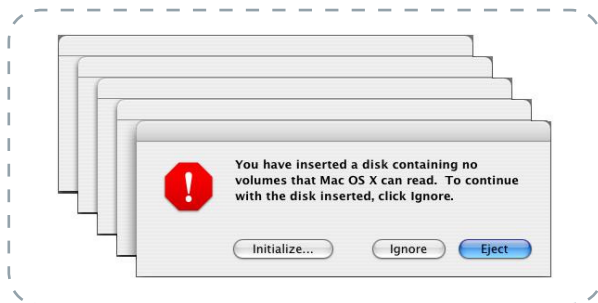 You have inserted a disk containing no
volumes that Mac OS X can read.  To continue
with the disk inserted, click Ignore.
Initialize...
Ignore
Eject